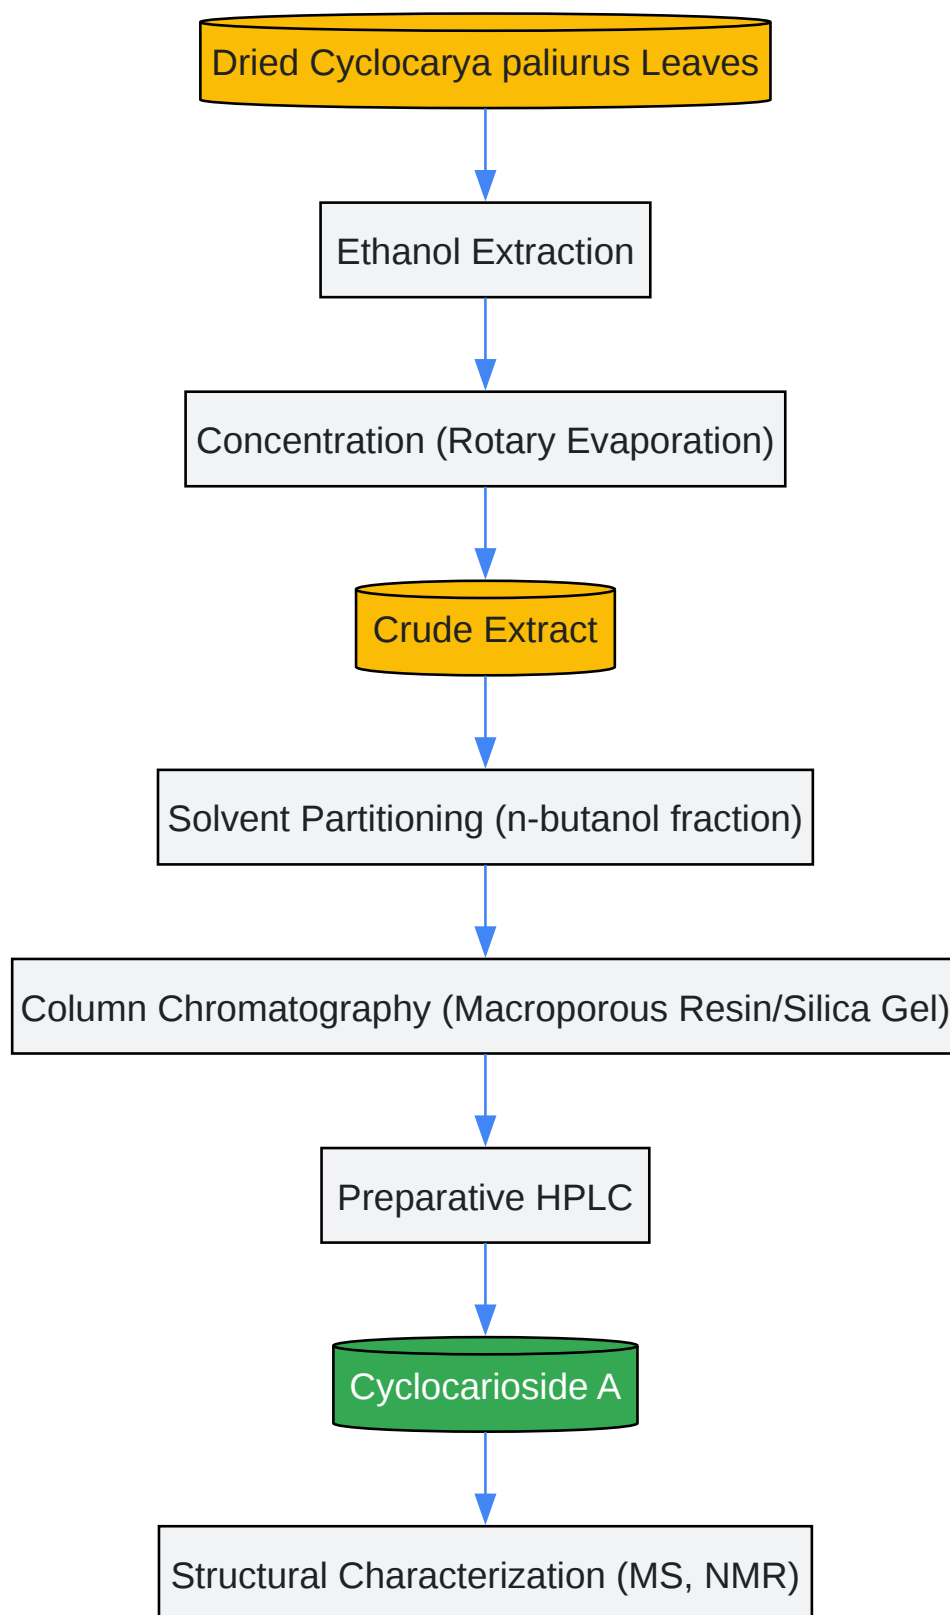 Dried Cyclocarya paliurus Leaves
Ethanol Extraction
Concentration (Rotary Evaporation)
Crude Extract
Solvent Partitioning (n-butanol fraction)
Column Chromatography (Macroporous Resin/Silica Gel)
Preparative HPLC
Cyclocarioside A
Structural Characterization (MS, NMR)